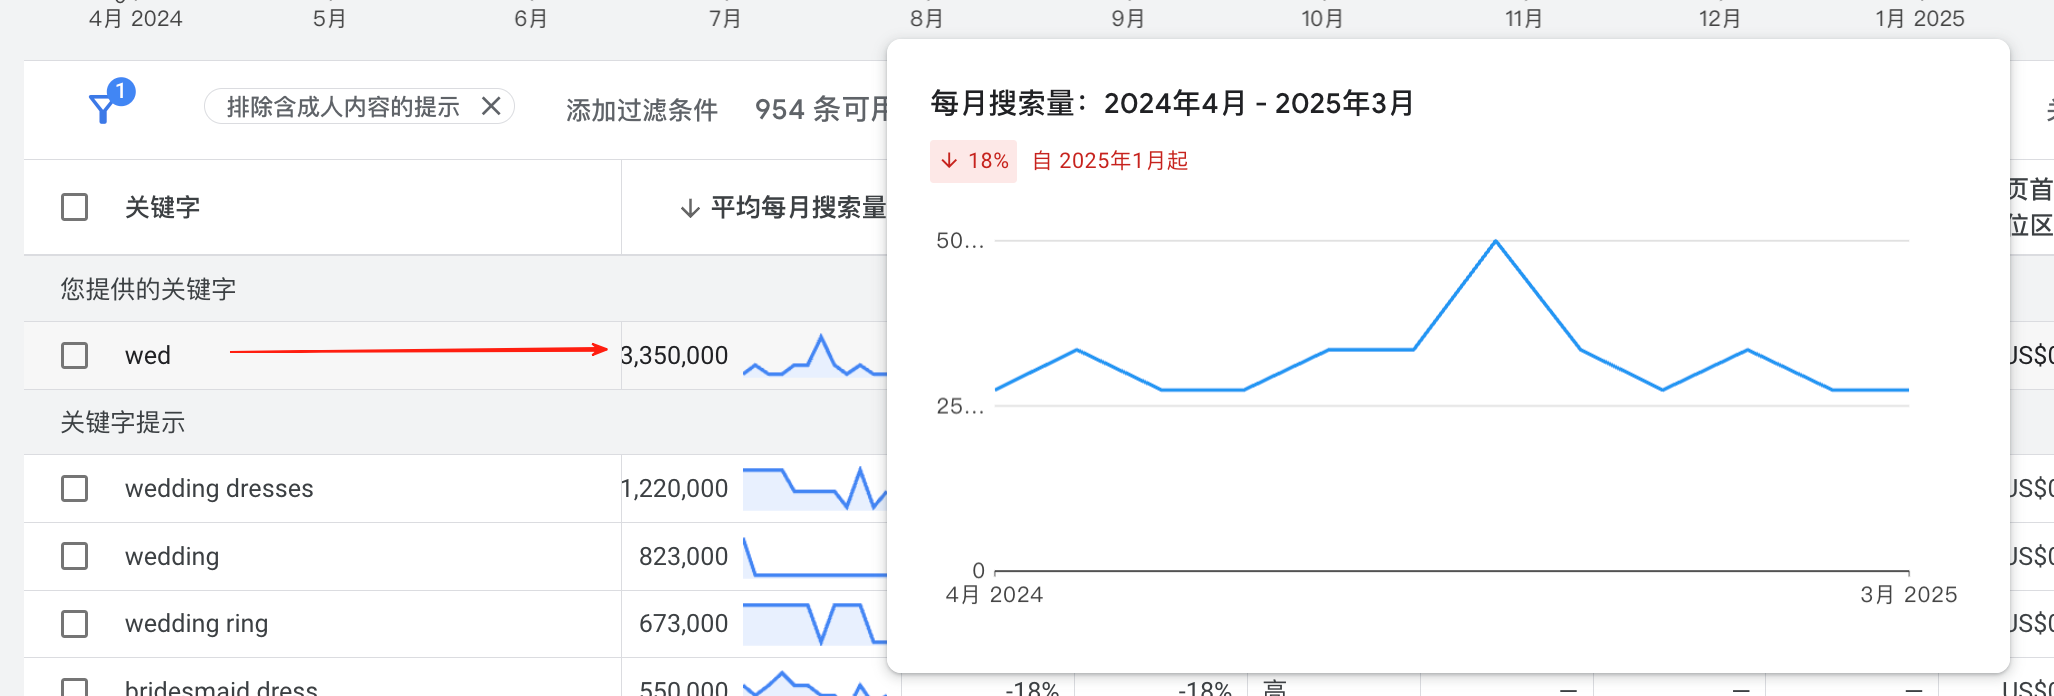 4月 2024 5月 6月 7月 8月 9月 10月 11月 12月 1月 2025
1 排除含成人内容的提示 添加过滤条件 954 条可用
关键字 平均每月搜索量 页首
位区
您提供的关键字
wed 3,350,000 US$0
关键字提示
wedding dresses 1,220,000 US$0
wedding 823,000 US$0
wedding ring 673,000 US$0
bridesmaid dress 550,000 -18% -18% 高 – – – US$0
每月搜索量：2024年4月 - 2025年3月
18% 自 2025年1月起
50...
25...
0
4月 2024 3月 2025